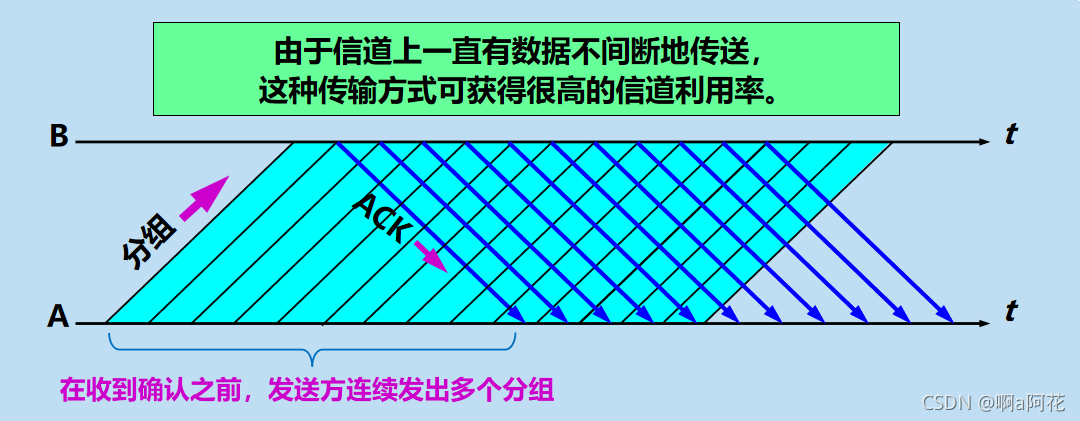 由于信道上一直有数据不间断地传送，
这种传输方式可获得很高的信道利用率。
B
t
分组
ACK
A
t
在收到确认之前，发送方连续发出多个分组
CSDN @啊a阿花